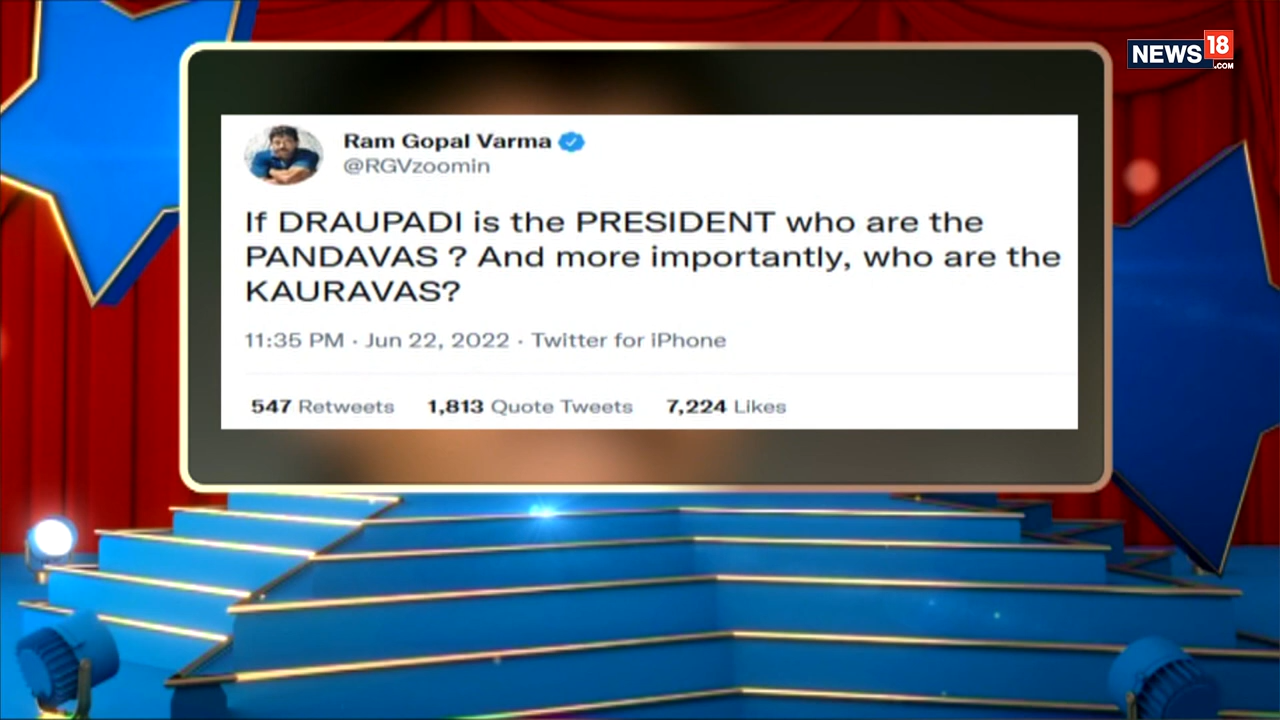 NEWS18
.COM
Ram Gopal Varma
@RGVzoomin
If DRAUPADI is the PRESIDENT who are the
PANDAVAS ? And more importantly, who are the
KAURAVAS?
11:35 PM · Jun 22, 2022 · Twitter for iPhone
547 Retweets 1,813 Quote Tweets 7,224 Likes